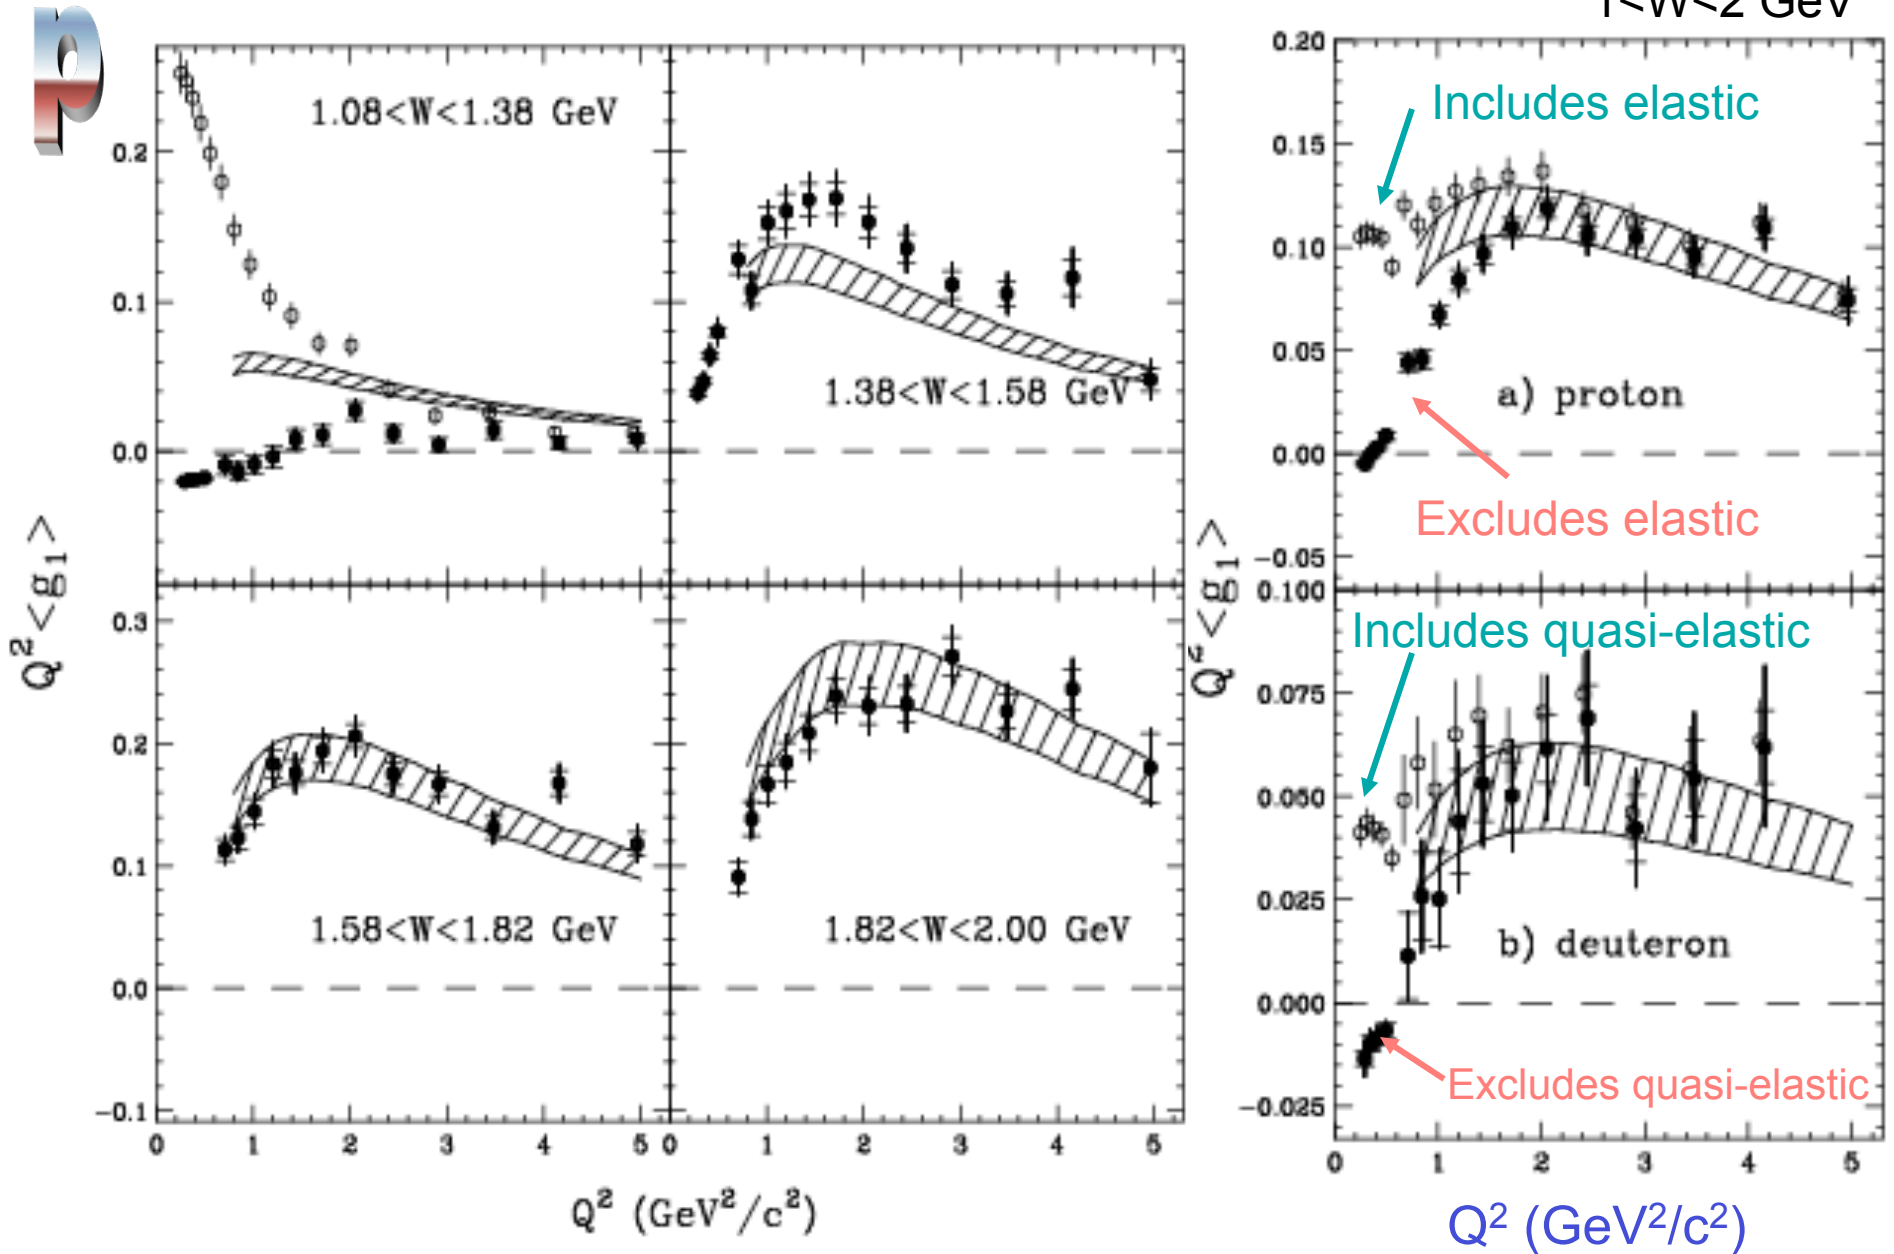 p
1<W<2 GeV
Q² <g₁>
1.08<W<1.38 GeV
0.2
0.1
0.0
1.38<W<1.58 GeV
0.3
0.2
0.1
0.0
−0.1
1.58<W<1.82 GeV
1.82<W<2.00 GeV
0 1 2 3 4 5 0 1 2 3 4 5
Q² (GeV²/c²)
Q² <g₁>
0.20
0.15
0.10
0.05
0.00
−0.05
Includes elastic
a) proton
Excludes elastic
0.100
0.075
0.050
0.025
0.000
−0.025
Includes quasi-elastic
b) deuteron
Excludes quasi-elastic
0 1 2 3 4 5
Q² (GeV²/c²)